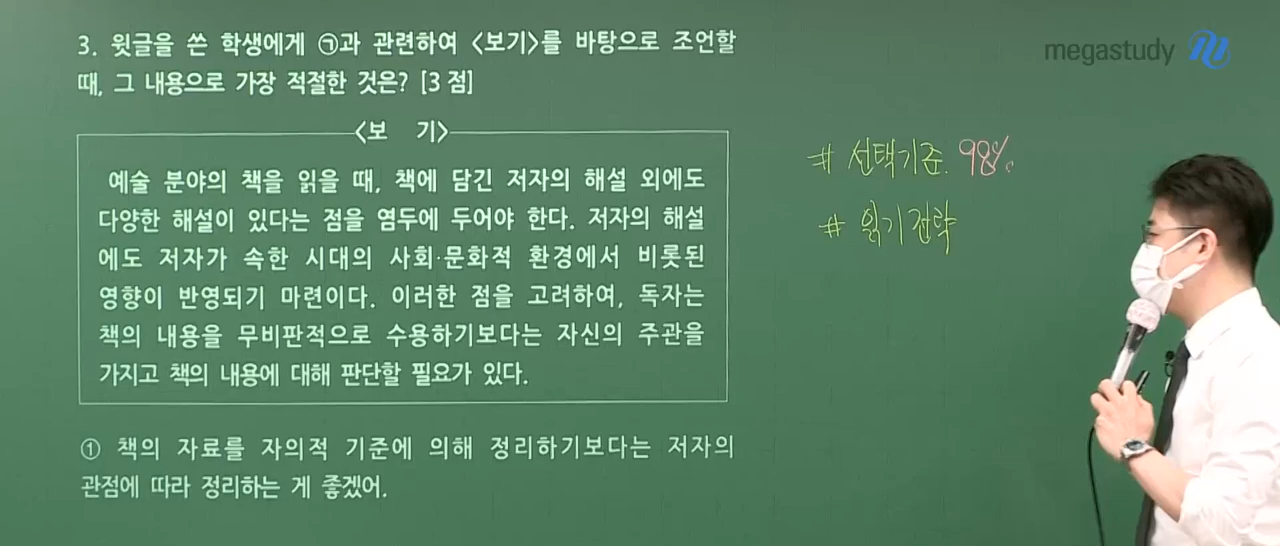 3. 윗글을 쓴 학생에게 ㉠과 관련하여 <보기>를 바탕으로 조언할
때, 그 내용으로 가장 적절한 것은? [3점]
megastudy
<보 기>
예술 분야의 책을 읽을 때, 책에 담긴 저자의 해설 외에도
다양한 해설이 있다는 점을 염두에 두어야 한다. 저자의 해설
에도 저자가 속한 시대의 사회·문화적 환경에서 비롯된
영향이 반영되기 마련이다. 이러한 점을 고려하여, 독자는
책의 내용을 무비판적으로 수용하기보다는 자신의 주관을
가지고 책의 내용에 대해 판단할 필요가 있다.
# 선택기준. 98%
# 읽기 전략
① 책의 자료를 자의적 기준에 의해 정리하기보다는 저자의
관점에 따라 정리하는 게 좋겠어.